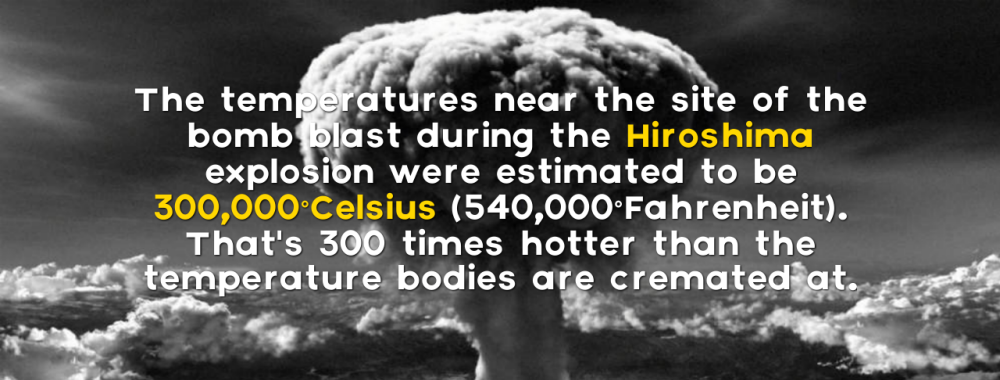 The temperatures near the site of the
bomb blast during the Hiroshima
explosion were estimated to be
300,000°Celsius (540,000°Fahrenheit).
That's 300 times hotter than the
temperature bodies are cremated at.